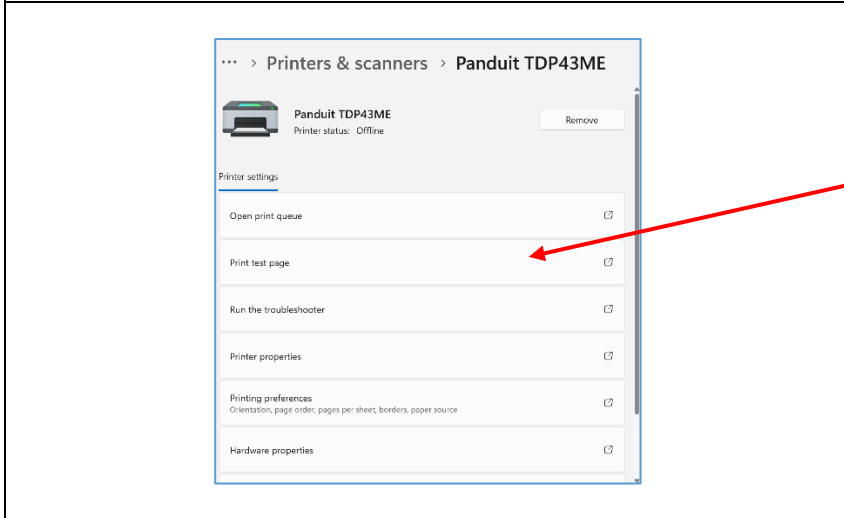 ··· > Printers & scanners > Panduit TDP43ME
Panduit TDP43ME
Printer status: Offline
Remove
Printer settings
Open print queue
Print test page
Run the troubleshooter
Printer properties
Printing preferences
Orientation, page order, pages per sheet, borders, paper source
Hardware properties